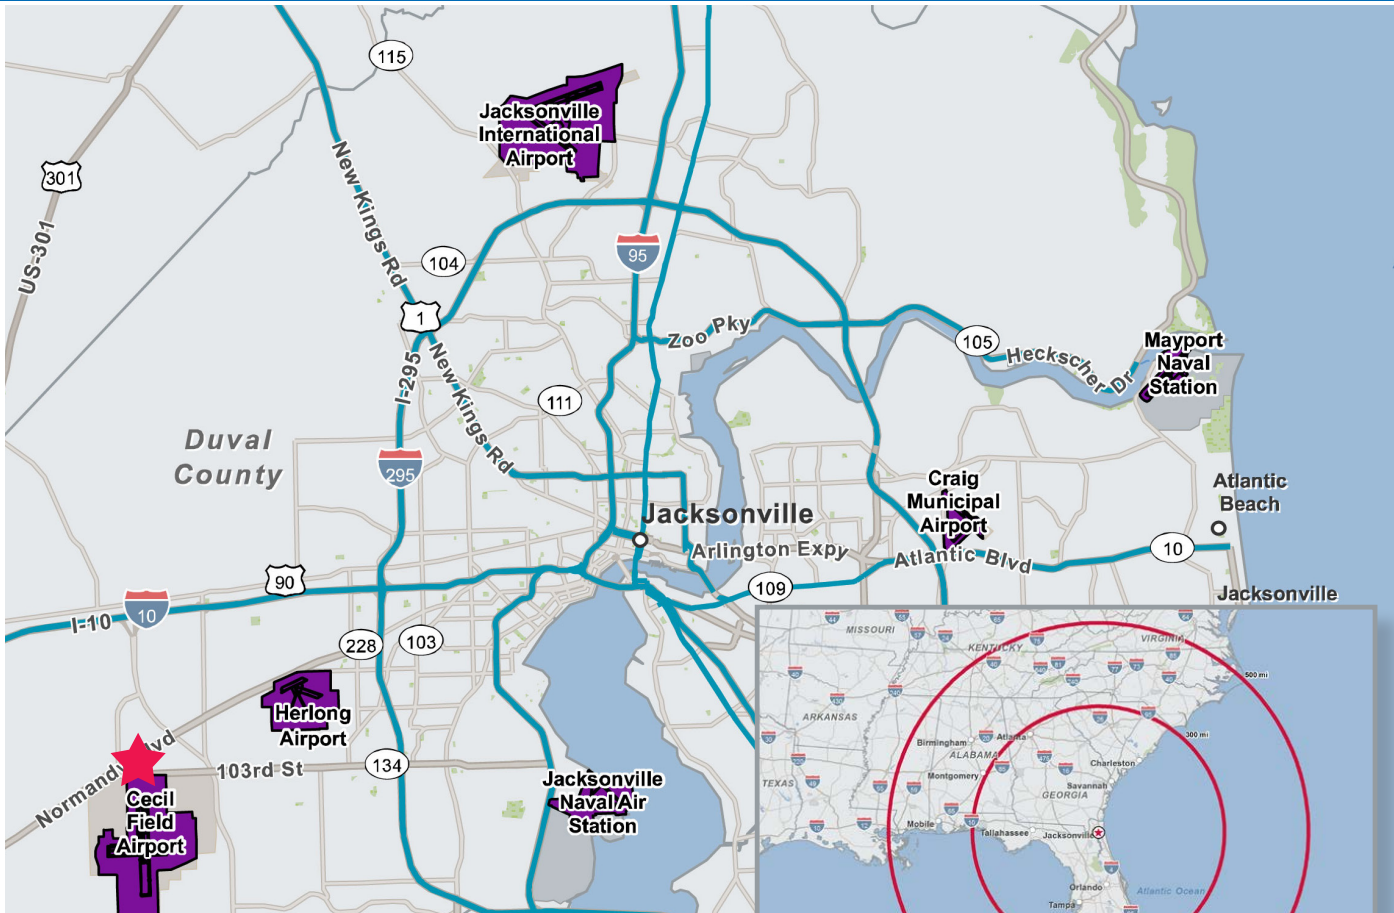 115
Jacksonville
International
Airport
301
US-301
New Kings Rd
104
95
1
Zoo Pky
105
Heckscher Dr
Mayport
Naval
Station
I-295
New Kings Rd
111
Duval
County
295
Craig
Municipal
Airport
Atlantic
Beach
Jacksonville
Arlington Expy
Atlantic Blvd
10
90
109
I-10
10
Jacksonville
228
103
Herlong
Airport
Normandy Blvd
103rd St
134
Cecil
Field
Airport
Jacksonville
Naval Air
Station
MISSOURI
KENTUCKY
VIRGINIA
500 mi
ARKANSAS
300 mi
Birmingham
Atlanta
ALABAMA
Charleston
TEXAS
Montgomery
Savannah
GEORGIA
Mobile
Tallahassee
Jacksonville
10
10
Orlando
Atlantic Ocean
Tampa